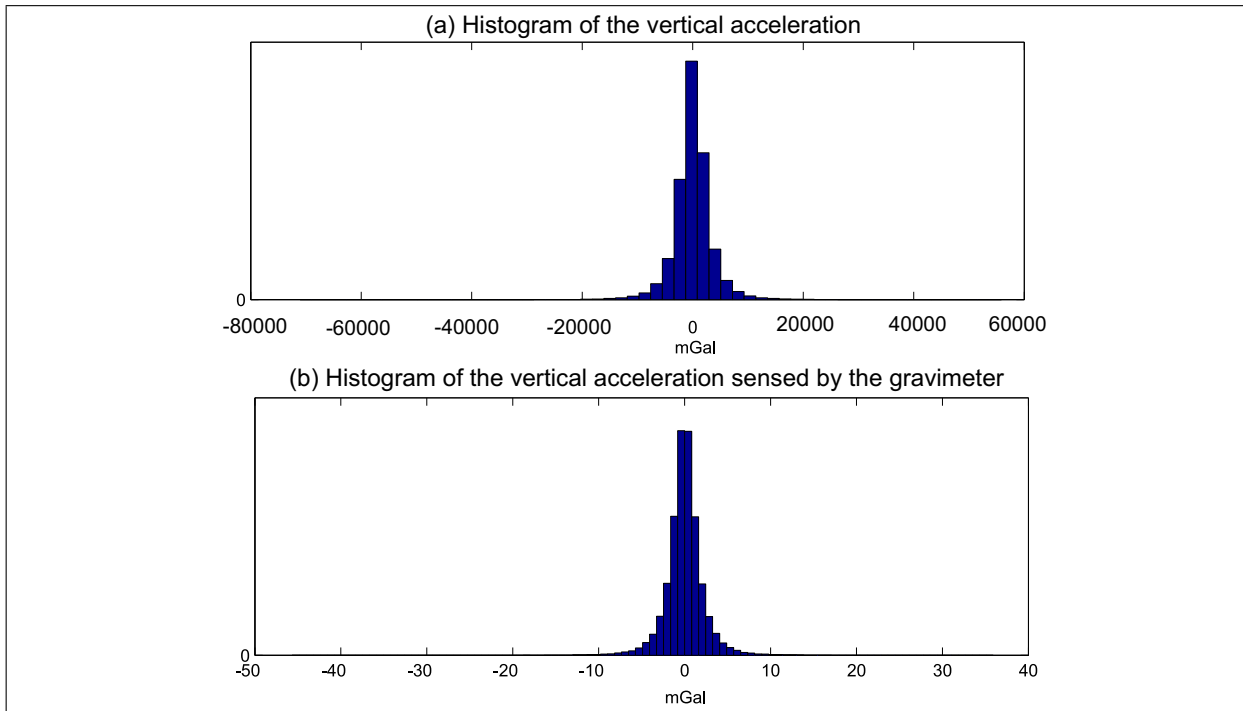 (a) Histogram of the vertical acceleration
0
-80000 -60000 -40000 -20000 0 20000 40000 60000
mGal
(b) Histogram of the vertical acceleration sensed by the gravimeter
0
-50 -40 -30 -20 -10 0 10 20 30 40
mGal